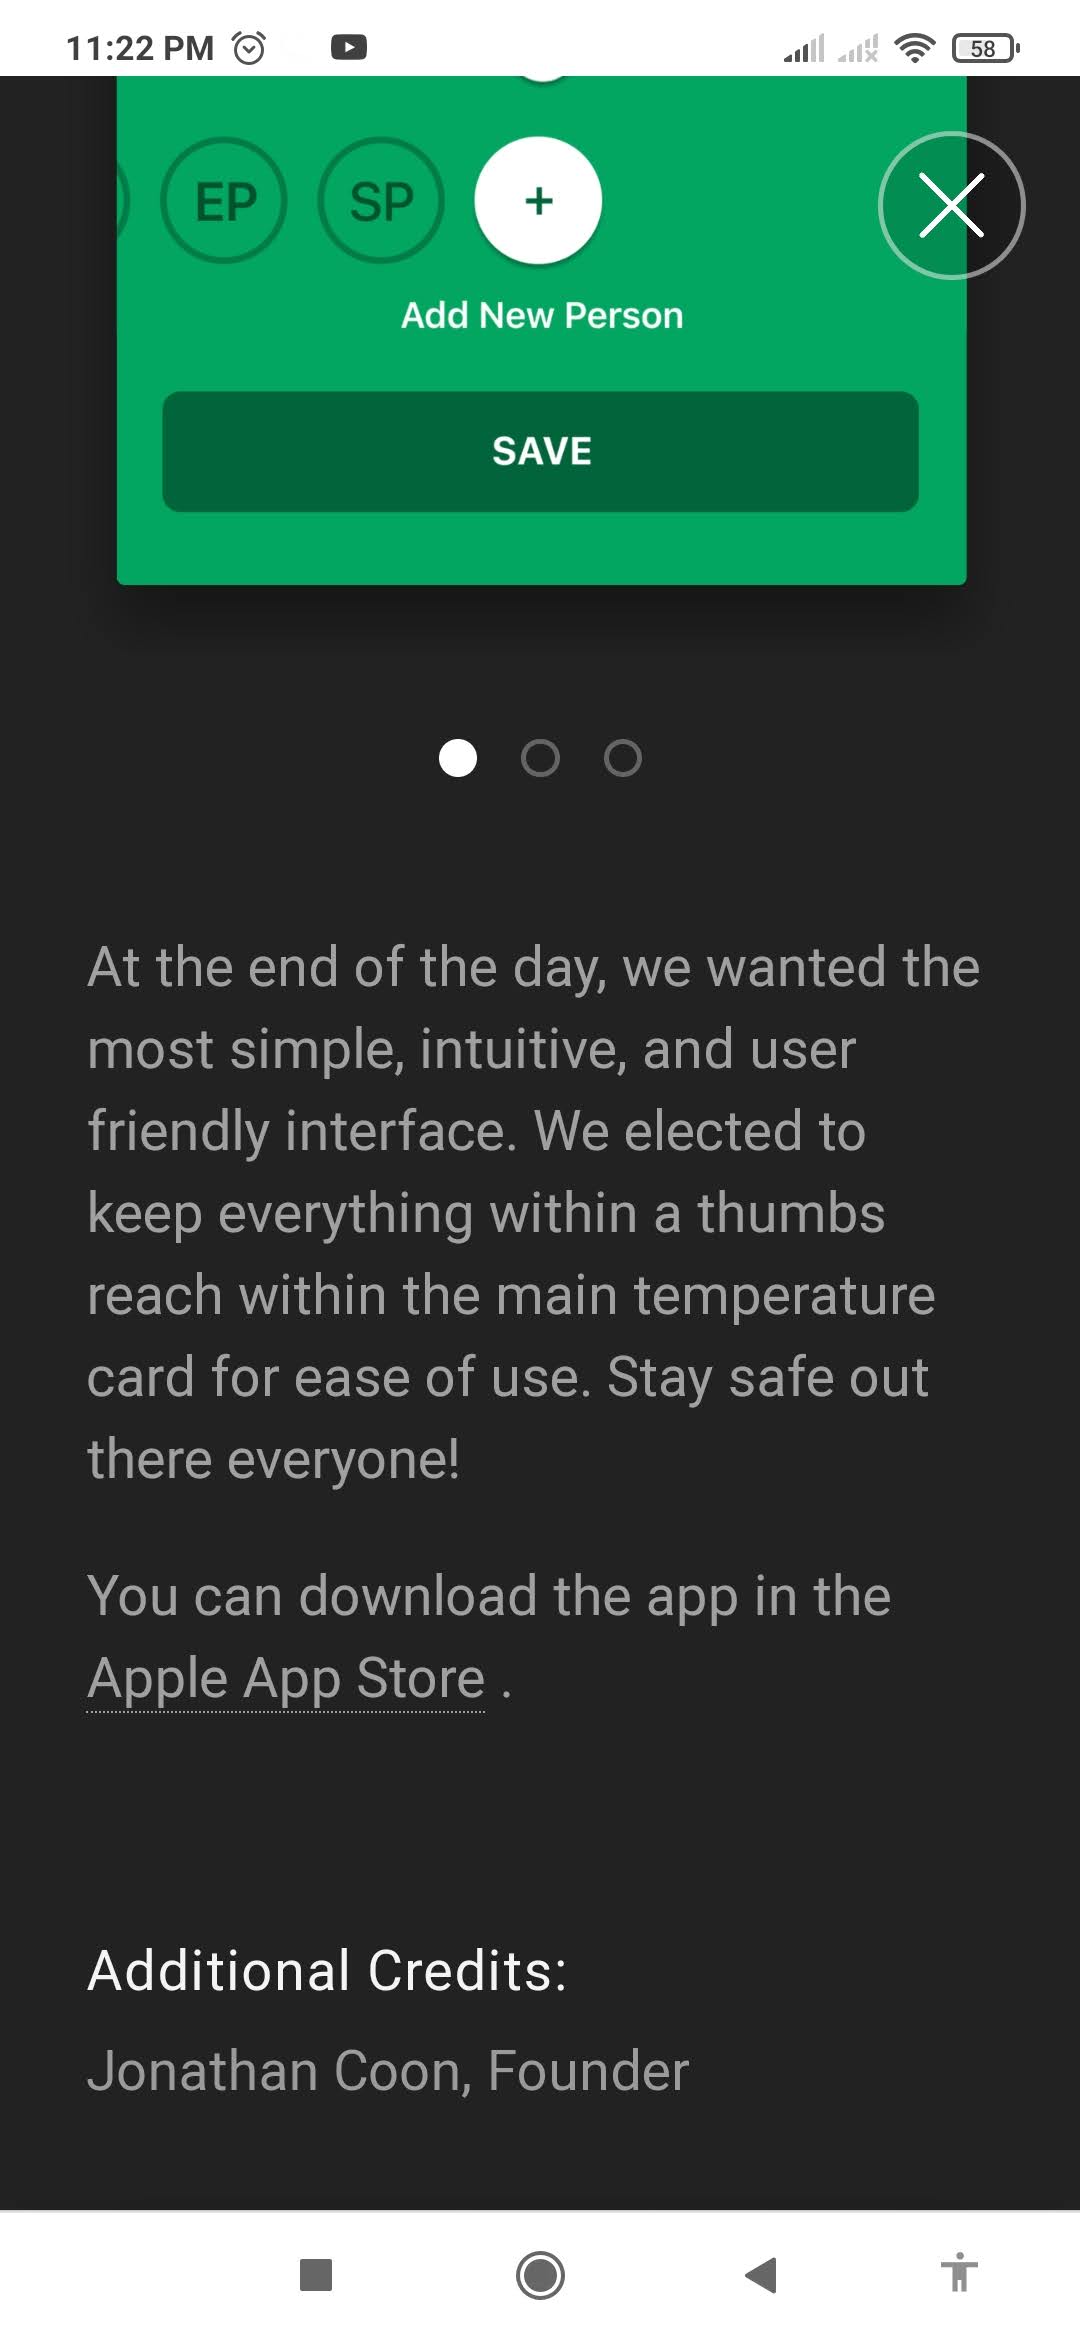 11:22 PM
58
EP SP +
Add New Person
SAVE
At the end of the day, we wanted the
most simple, intuitive, and user
friendly interface. We elected to
keep everything within a thumbs
reach within the main temperature
card for ease of use. Stay safe out
there everyone!
You can download the app in the
Apple App Store .
Additional Credits:
Jonathan Coon, Founder